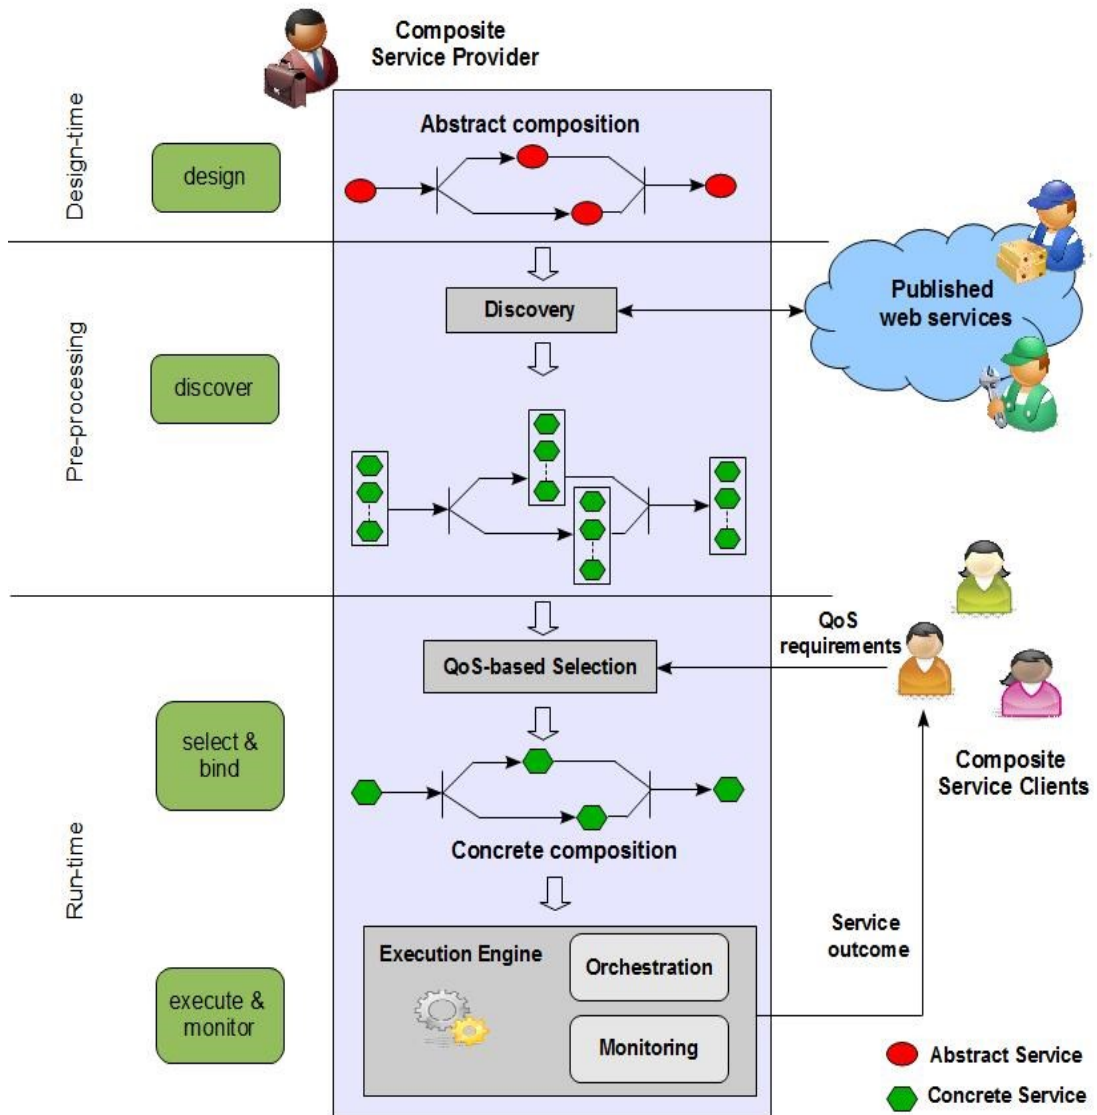 Composite
Service Provider
Design-time
design
Abstract composition
Pre-processing
discover
Discovery
Published
web services
Run-time
QoS-based Selection
QoS
requirements
select &
bind
Composite
Service Clients
Concrete composition
execute &
monitor
Execution Engine
Orchestration
Monitoring
Service
outcome
Abstract Service
Concrete Service